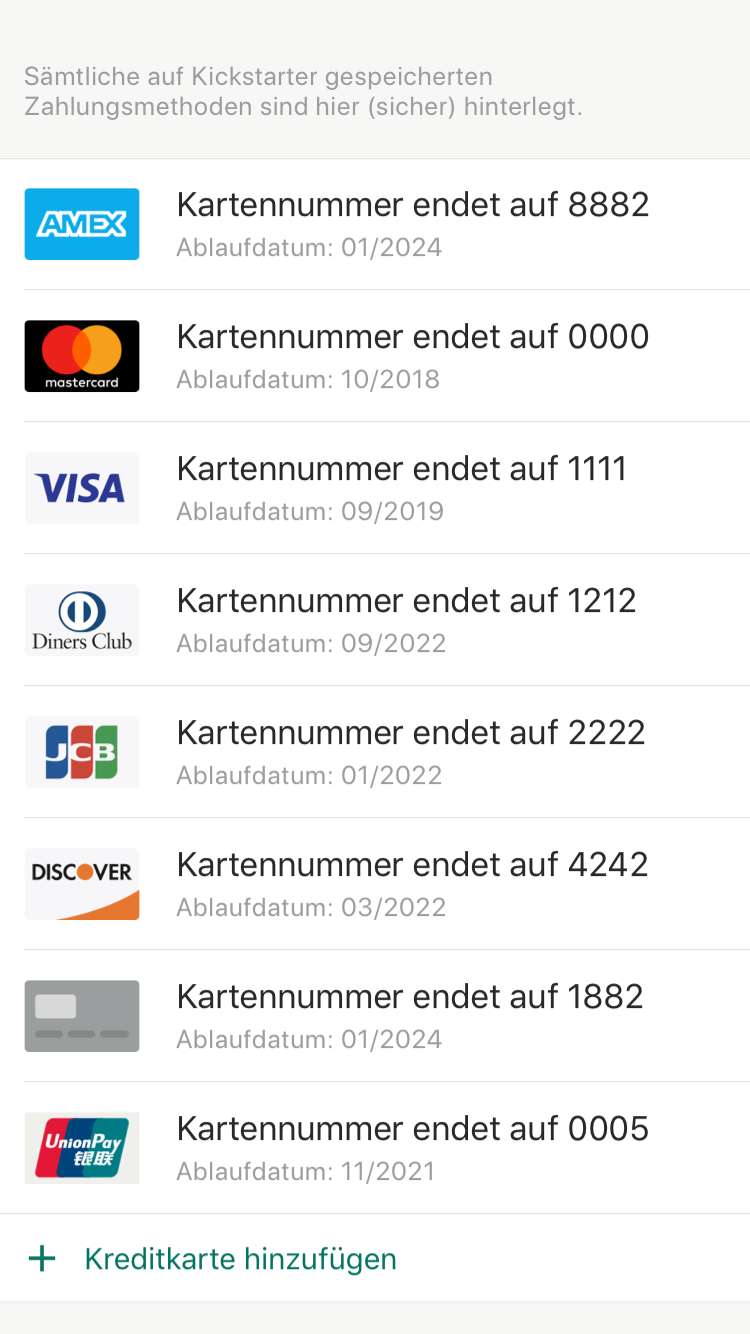 Sämtliche auf Kickstarter gespeicherten
Zahlungsmethoden sind hier (sicher) hinterlegt.
AMEX
Kartennummer endet auf 8882
Ablaufdatum: 01/2024
mastercard
Kartennummer endet auf 0000
Ablaufdatum: 10/2018
VISA
Kartennummer endet auf 1111
Ablaufdatum: 09/2019
Diners Club
Kartennummer endet auf 1212
Ablaufdatum: 09/2022
JCB
Kartennummer endet auf 2222
Ablaufdatum: 01/2022
DISCOVER
Kartennummer endet auf 4242
Ablaufdatum: 03/2022
Kartennummer endet auf 1882
Ablaufdatum: 01/2024
UnionPay
银联
Kartennummer endet auf 0005
Ablaufdatum: 11/2021
+ Kreditkarte hinzufügen